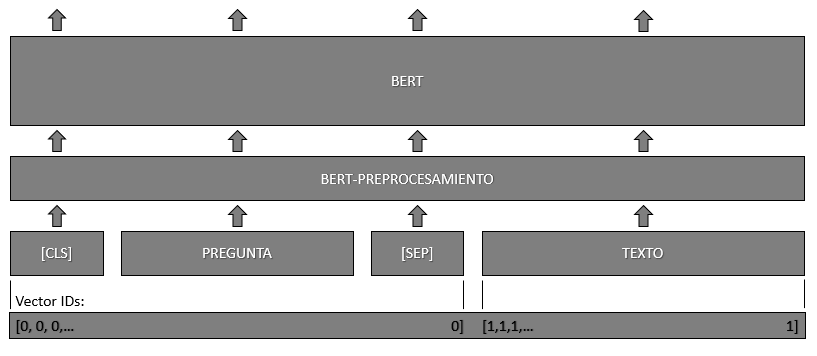 BERT
BERT-PREPROCESAMIENTO
[CLS] PREGUNTA [SEP] TEXTO
Vector IDs:
[0, 0, 0,... 0] [1,1,1,... 1]